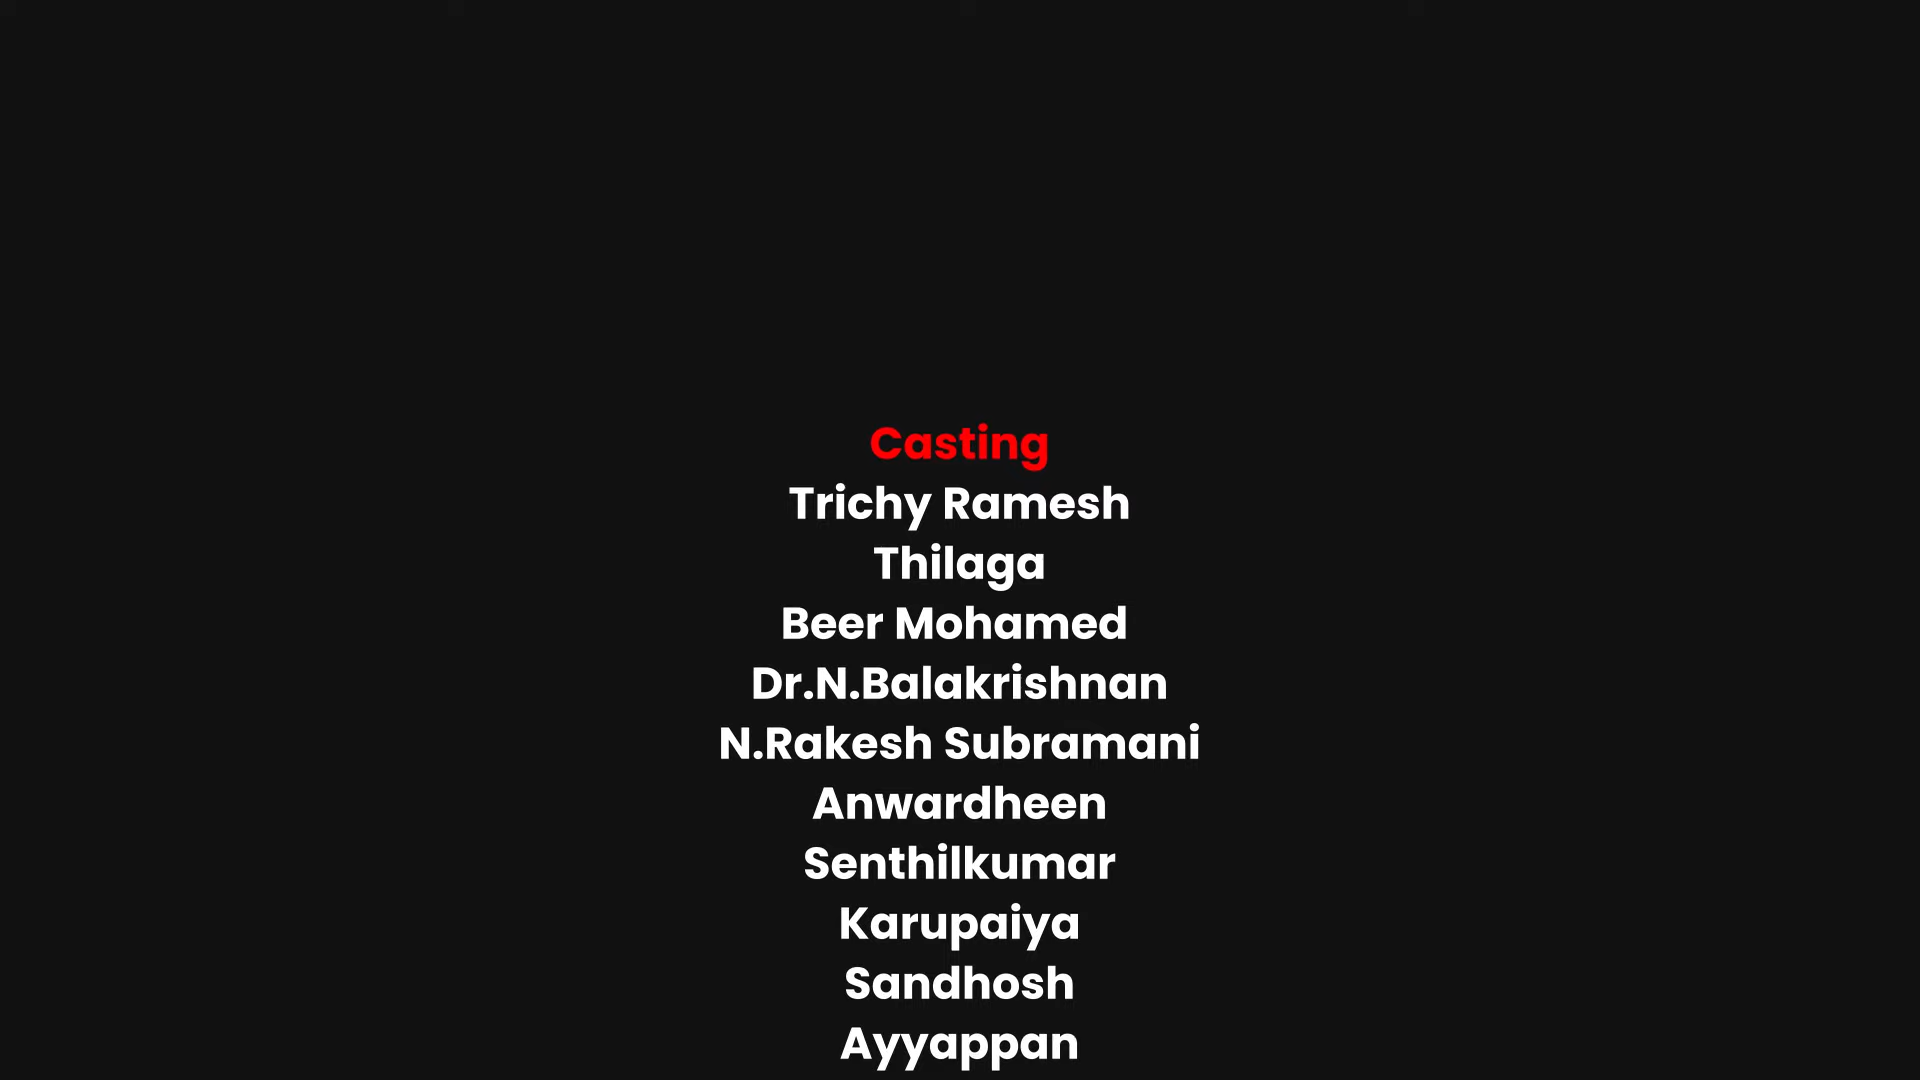 Casting
Trichy Ramesh
Thilaga
Beer Mohamed
Dr.N.Balakrishnan
N.Rakesh Subramani
Anwardheen
Senthilkumar
Karupaiya
Sandhosh
Ayyappan